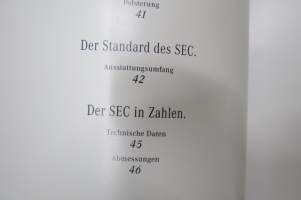 Polsterung
41
Der Standard des SEC.
Ausstattungsumfang
42
Der SEC in Zahlen.
Technische Daten
45
Abmessungen
46